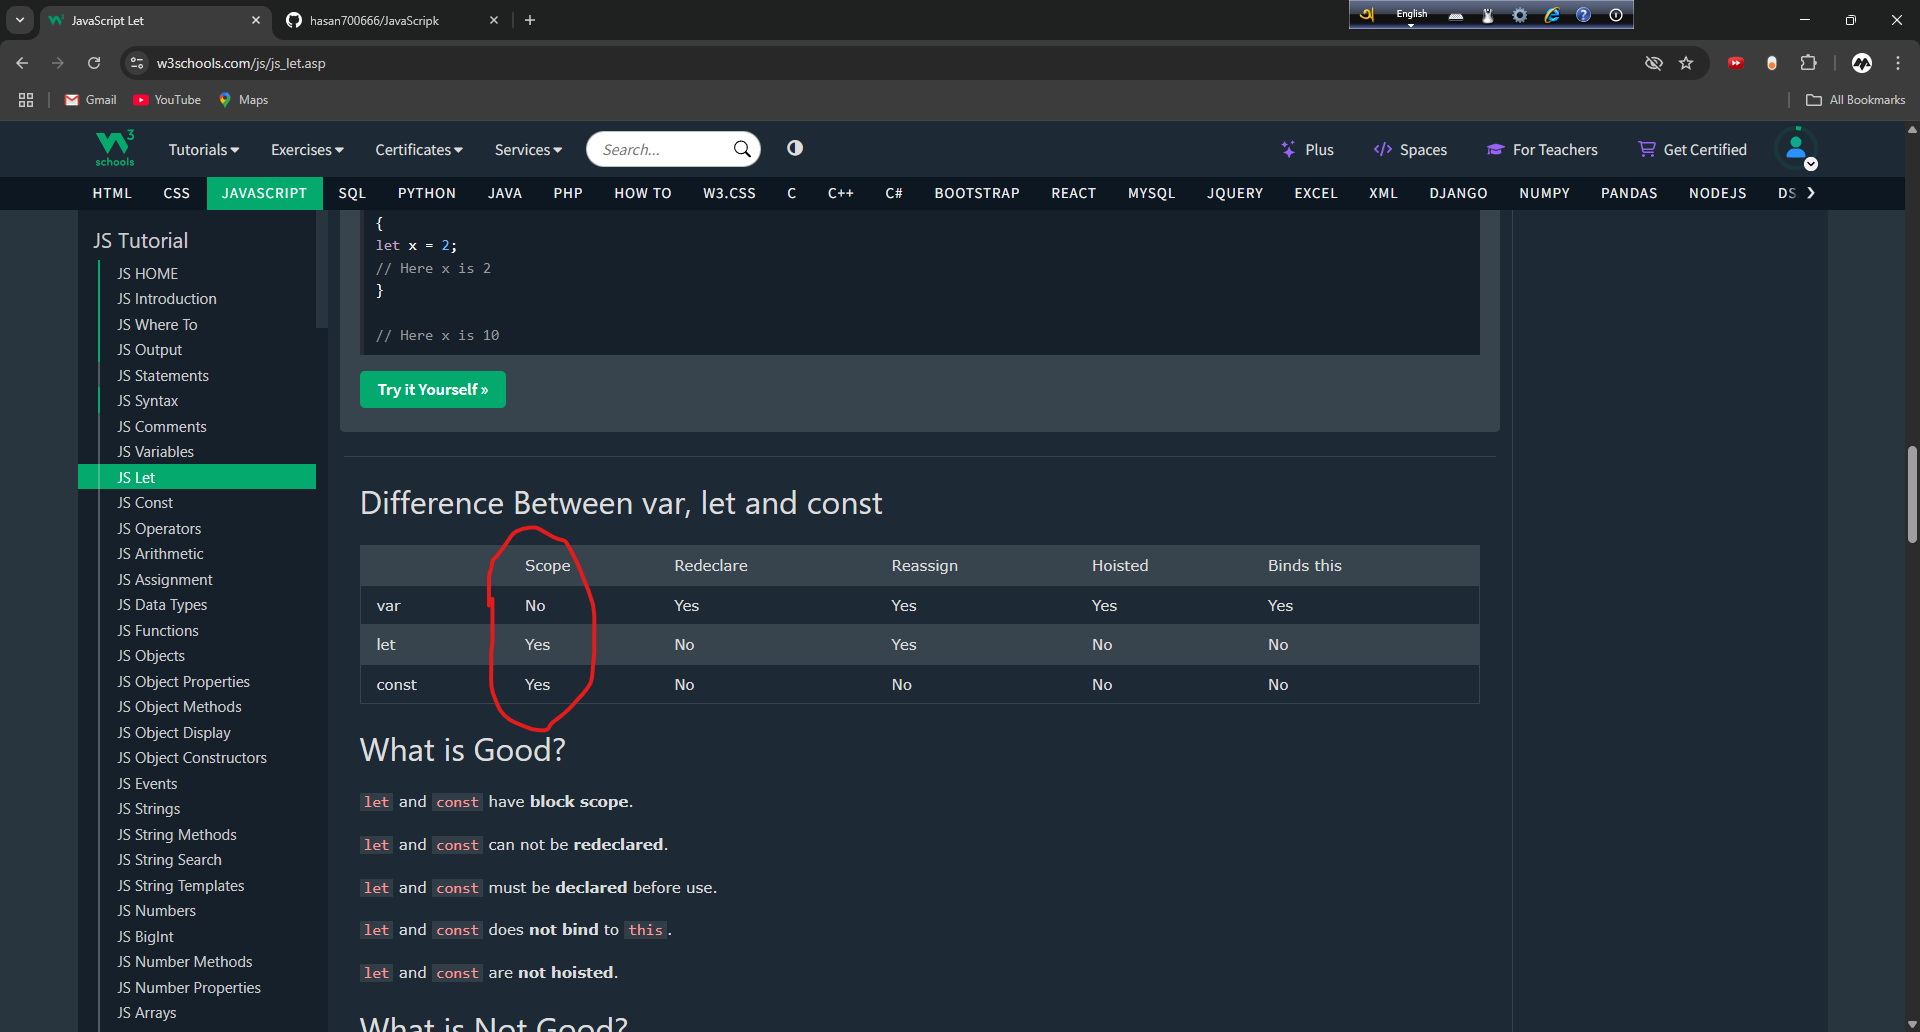 JavaScript Let
hasan700666/JavaScripk
English
w3schools.com/js/js_let.asp
Gmail
YouTube
Maps
All Bookmarks
W3 schools
Tutorials
Exercises
Certificates
Services
Search...
Plus
Spaces
For Teachers
Get Certified
HTML CSS JAVASCRIPT SQL PYTHON JAVA PHP HOW TO W3.CSS C C++ C# BOOTSTRAP REACT MYSQL JQUERY EXCEL XML DJANGO NUMPY PANDAS NODEJS DS
JS Tutorial
JS HOME
JS Introduction
JS Where To
JS Output
JS Statements
JS Syntax
JS Comments
JS Variables
JS Let
JS Const
JS Operators
JS Arithmetic
JS Assignment
JS Data Types
JS Functions
JS Objects
JS Object Properties
JS Object Methods
JS Object Display
JS Object Constructors
JS Events
JS Strings
JS String Methods
JS String Search
JS String Templates
JS Numbers
JS BigInt
JS Number Methods
JS Number Properties
JS Arrays
{
let x = 2;
// Here x is 2
}
// Here x is 10
Try it Yourself »
Difference Between var, let and const
Scope Redeclare Reassign Hoisted Binds this
var No Yes Yes Yes Yes
let Yes No Yes No No
const Yes No No No No
What is Good?
let and const have block scope.
let and const can not be redeclared.
let and const must be declared before use.
let and const does not bind to this.
let and const are not hoisted.
What is Not Good?